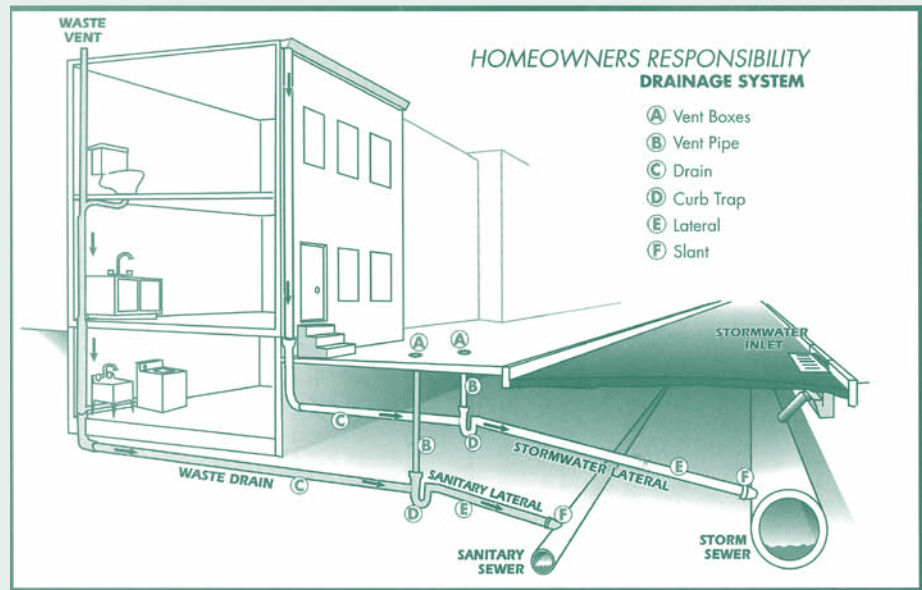 WASTE
VENT
HOMEOWNERS RESPONSIBILITY
DRAINAGE SYSTEM
A Vent Boxes
B Vent Pipe
C Drain
D Curb Trap
E Lateral
F Slant
STORMWATER
INLET
A A
B
C
D
STORMWATER LATERAL
E
F
B
WASTE DRAIN
C
SANITARY LATERAL
D
E
F
SANITARY
SEWER
STORM
SEWER